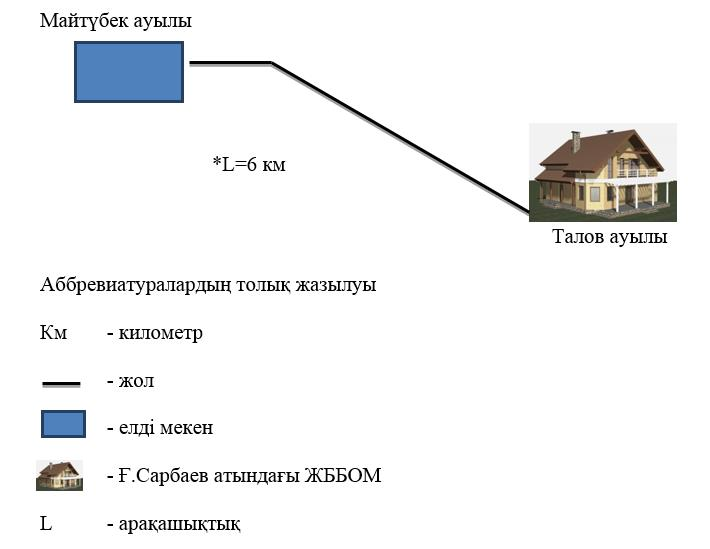 Майтүбек ауылы
*L=6 км
Талов ауылы
Аббревиатуралардың толық жазылуы
Км - километр
- жол
- елді мекен
- Ғ.Сарбаев атындағы ЖББОМ
L - арақашықтық